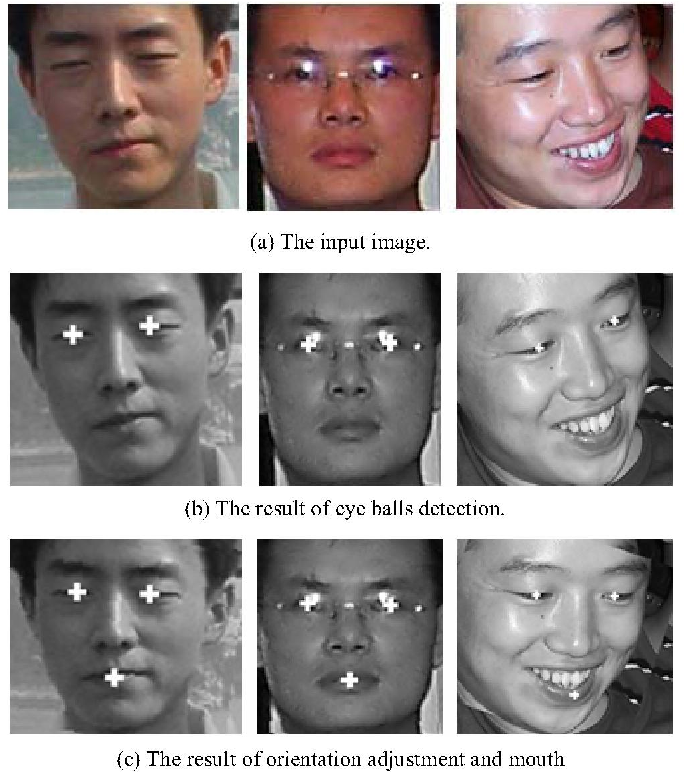 (a) The input image.
(b) The result of eye balls detection.
(c) The result of orientation adjustment and mouth